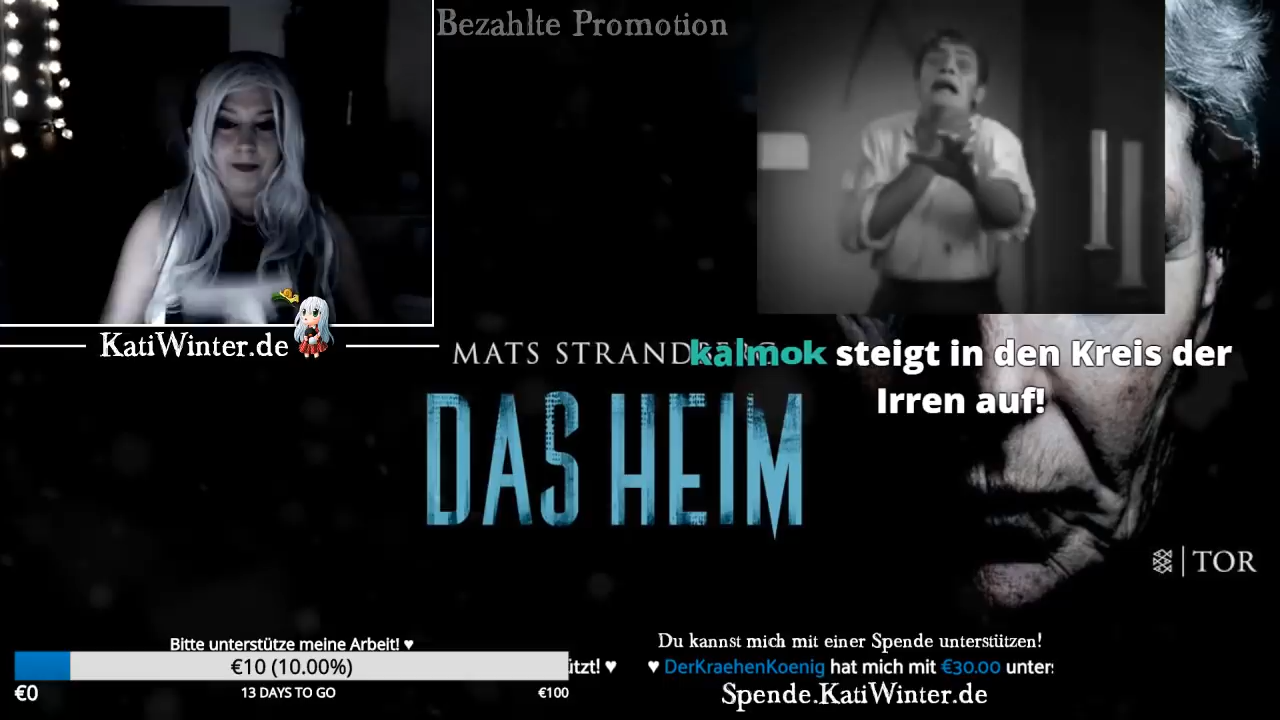 Bezahlte Promotion
KatiWinter.de
MATS STRANDBERG
kalmok steigt in den Kreis der
Irren auf!
DAS HEIM
TOR
Bitte unterstütze meine Arbeit! ♥
€10 (10.00%)
€0
13 DAYS TO GO
€100
Du kannst mich mit einer Spende unterstützen!
ützt! ♥ ♥ DerKraehenKoenig hat mich mit €30.00 unter
Spende.KatiWinter.de